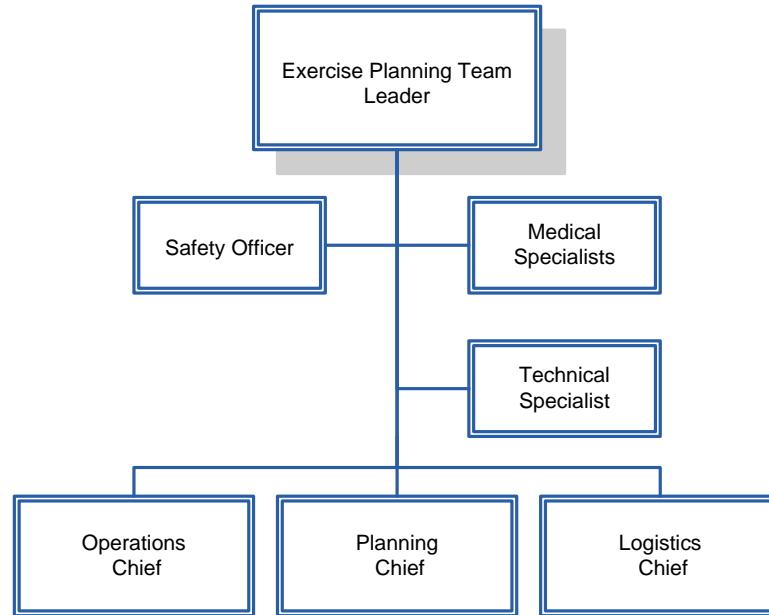 Exercise Planning Team
Leader
Safety Officer
Medical
Specialists
Technical
Specialist
Operations
Chief
Planning
Chief
Logistics
Chief